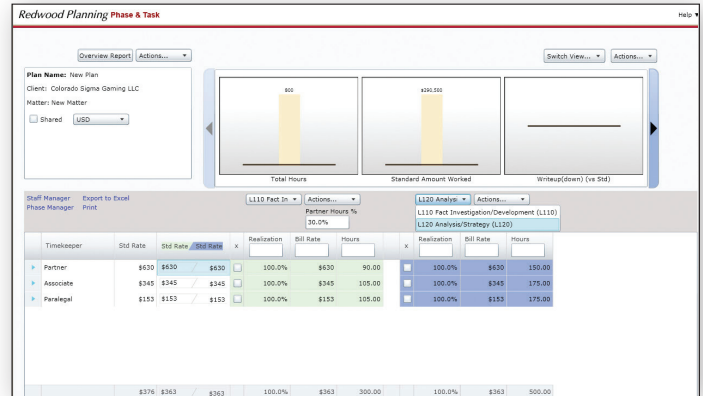 Redwood Planning Phase & Task
Help
Overview Report Actions...
Switch View... Actions...
Plan Name: New Plan
Client: Colorado Sigma Gaming LLC
Matter: New Matter
Shared USD
800
Total Hours
$290,500
Standard Amount Worked
Writeup(down) (vs Std)
Staff Manager Export to Excel
Phase Manager Print
L110 Fact In Actions...
Partner Hours %
30.0%
L120 Analysi Actions...
L110 Fact Investigation/Development (L110)
L120 Analysis/Strategy (L120)
Timekeeper Std Rate Std Rate Std Rate x Realization Bill Rate Hours x Realization Bill Rate Hours
Partner $630 $630 $630 100.0% $630 90.00 100.0% $630 150.00
Associate $345 $345 $345 100.0% $345 105.00 100.0% $345 175.00
Paralegal $153 $153 $153 100.0% $153 105.00 100.0% $153 175.00
$376 $363 $363 100.0% $363 300.00 100.0% $363 500.00